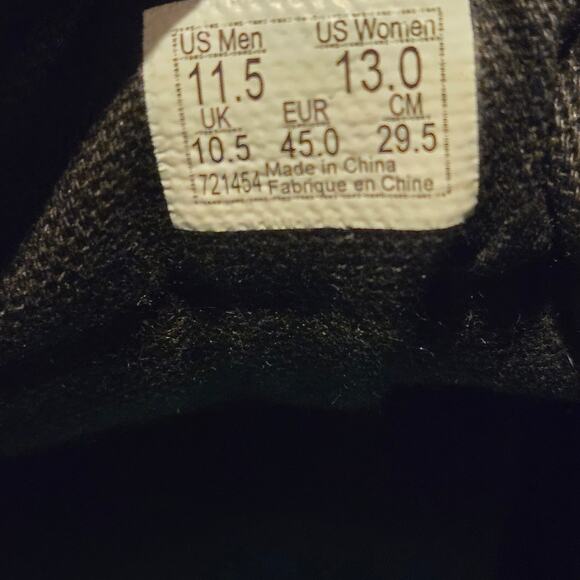 US Men US Women
11.5 13.0
UK EUR CM
10.5 45.0 29.5
Made in China
721454 Fabrique en Chine